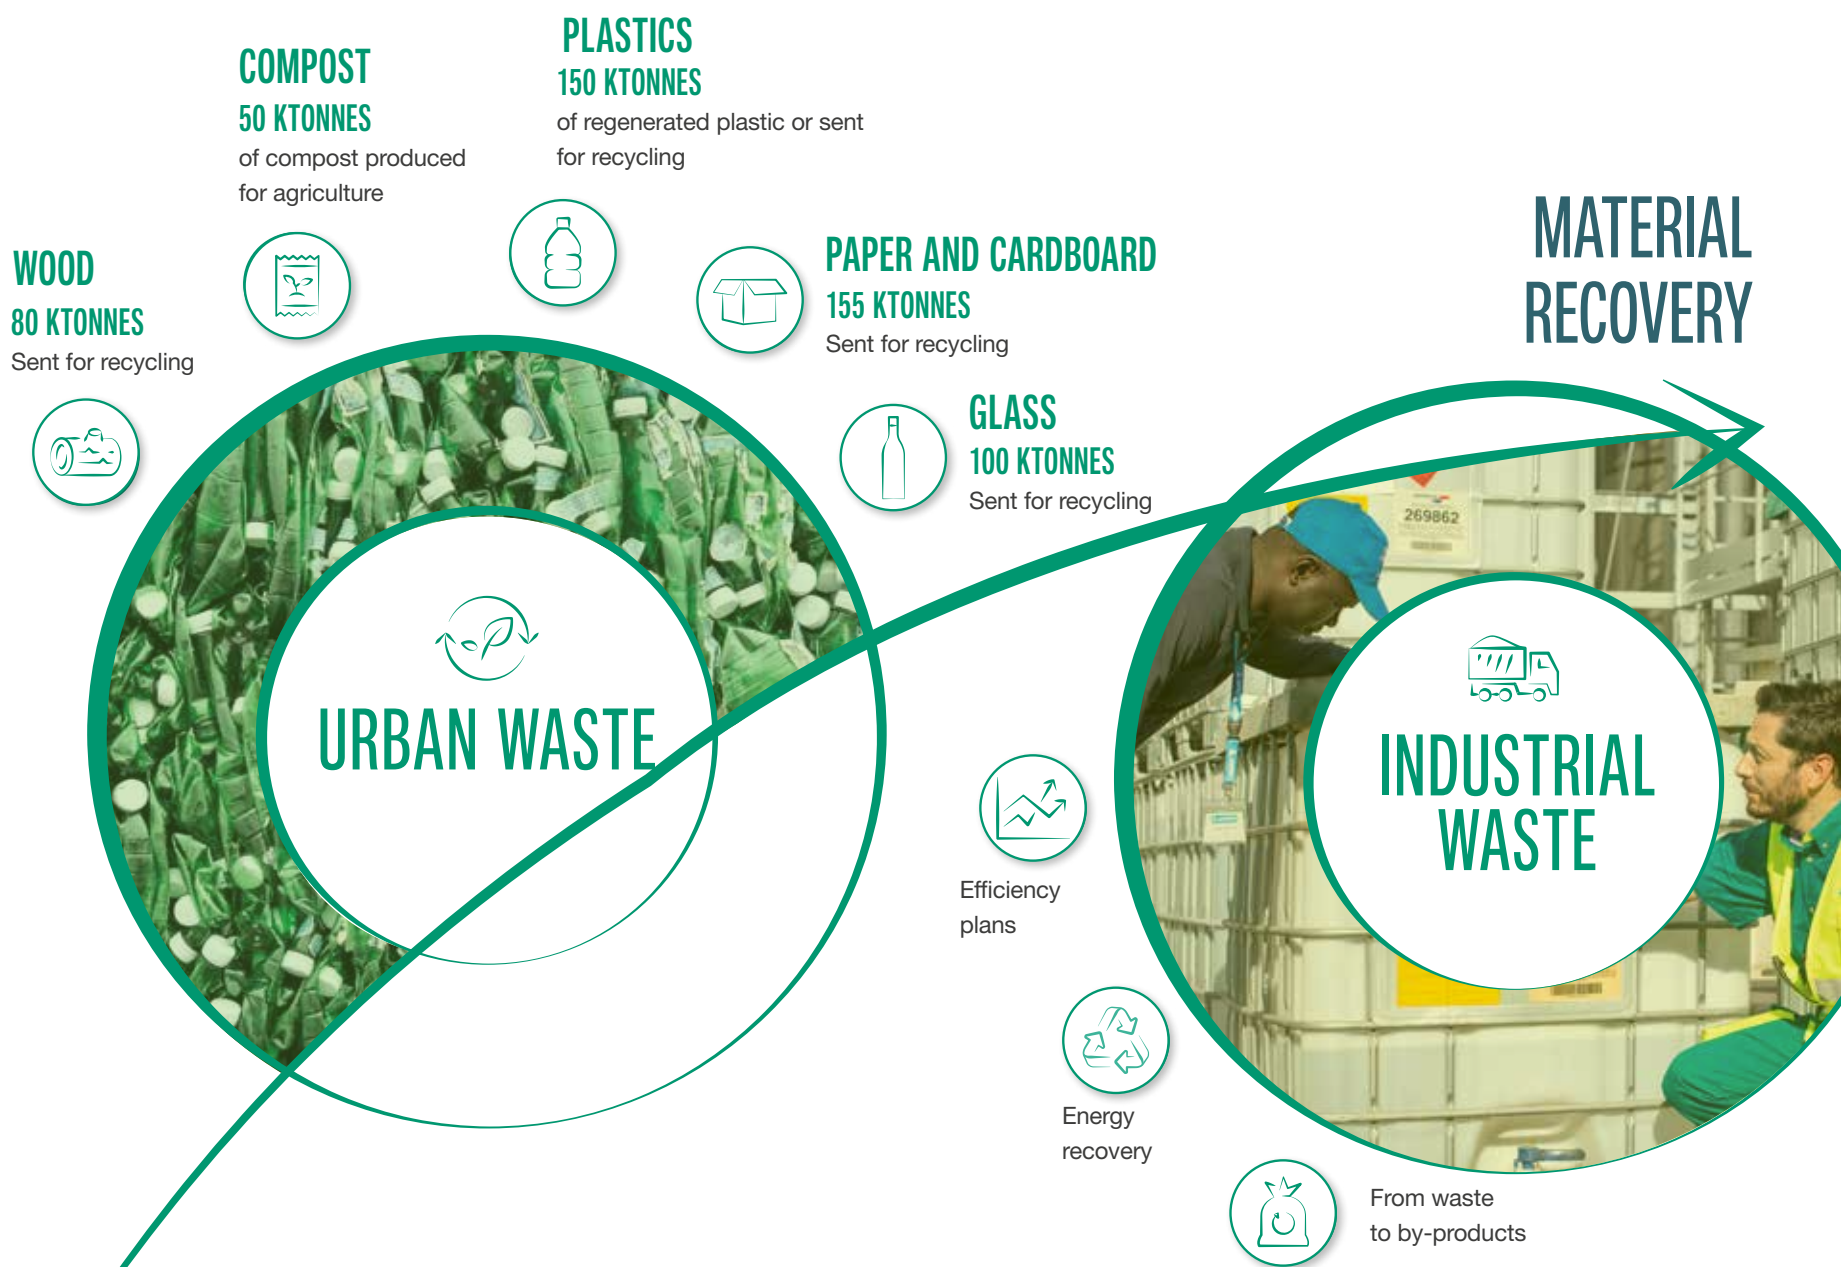 PLASTICS
150 KTONNES
of regenerated plastic or sent
for recycling
COMPOST
50 KTONNES
of compost produced
for agriculture
WOOD
80 KTONNES
Sent for recycling
PAPER AND CARDBOARD
155 KTONNES
Sent for recycling
GLASS
100 KTONNES
Sent for recycling
MATERIAL
RECOVERY
269862
URBAN WASTE
INDUSTRIAL
WASTE
Efficiency
plans
Energy
recovery
From waste
to by-products